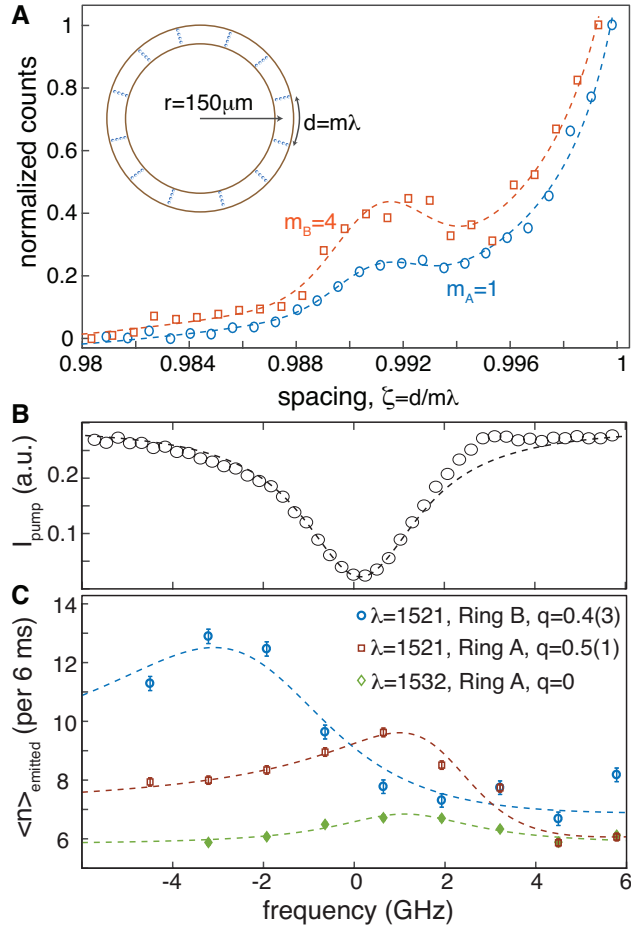 A
1
0.8
0.6
0.4
0.2
0
normalized counts
r=150μm
d=mλ
m_B=4
m_A=1
0.98
0.984
0.988
0.992
0.996
1
spacing, ζ=d/mλ
B
0.2
0.1
I_pump (a.u.)
C
14
12
10
8
6
<n>_emitted (per 6 ms)
λ=1521, Ring B, q=0.4(3)
λ=1521, Ring A, q=0.5(1)
λ=1532, Ring A, q=0
-4
-2
0
2
4
6
frequency (GHz)